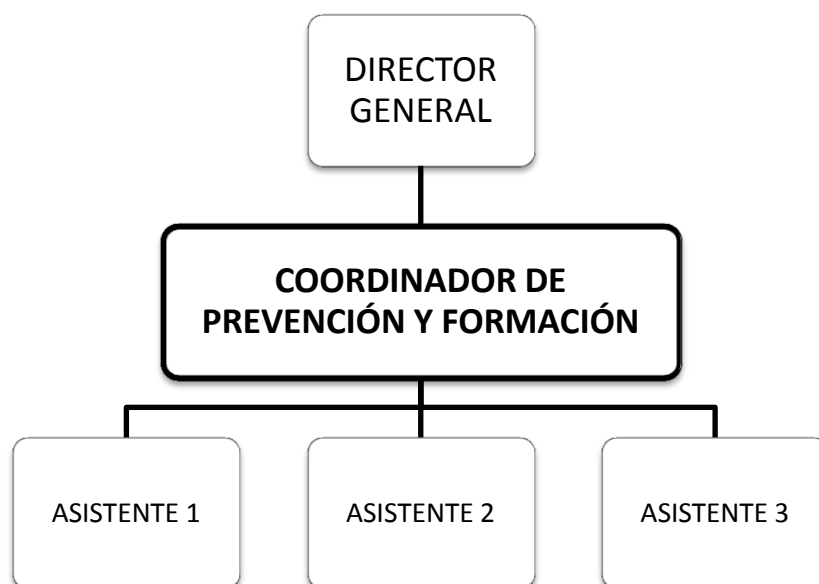 DIRECTOR
GENERAL
COORDINADOR DE
PREVENCIÓN Y FORMACIÓN
ASISTENTE 1
ASISTENTE 2
ASISTENTE 3